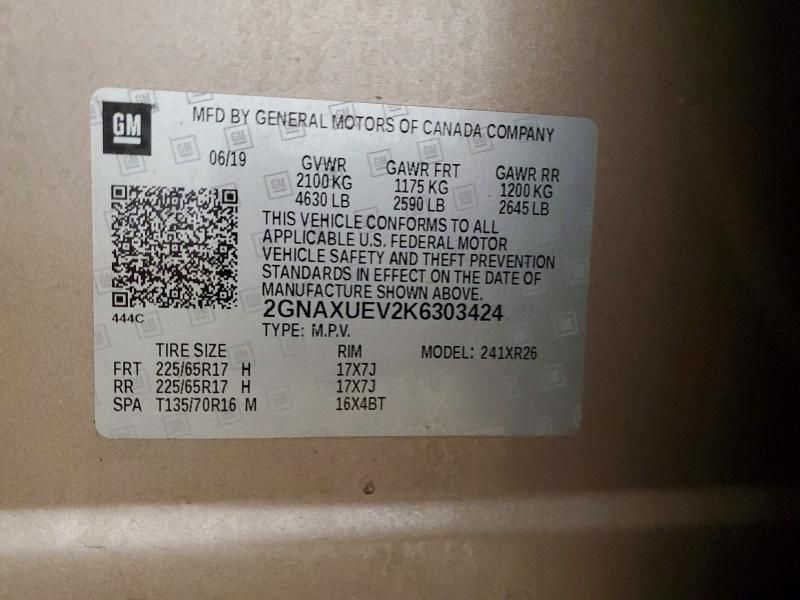 GM
MFD BY GENERAL MOTORS OF CANADA COMPANY
06/19
GVWR GAWR FRT GAWR RR
2100 KG 1175 KG 1200 KG
4630 LB 2590 LB 2645 LB
THIS VEHICLE CONFORMS TO ALL
APPLICABLE U.S. FEDERAL MOTOR
VEHICLE SAFETY AND THEFT PREVENTION
STANDARDS IN EFFECT ON THE DATE OF
MANUFACTURE SHOWN ABOVE.
444C
2GNAXUEV2K6303424
TYPE: M.P.V.
TIRE SIZE RIM MODEL: 241XR26
FRT 225/65R17 H 17X7J
RR 225/65R17 H 17X7J
SPA T135/70R16 M 16X4BT